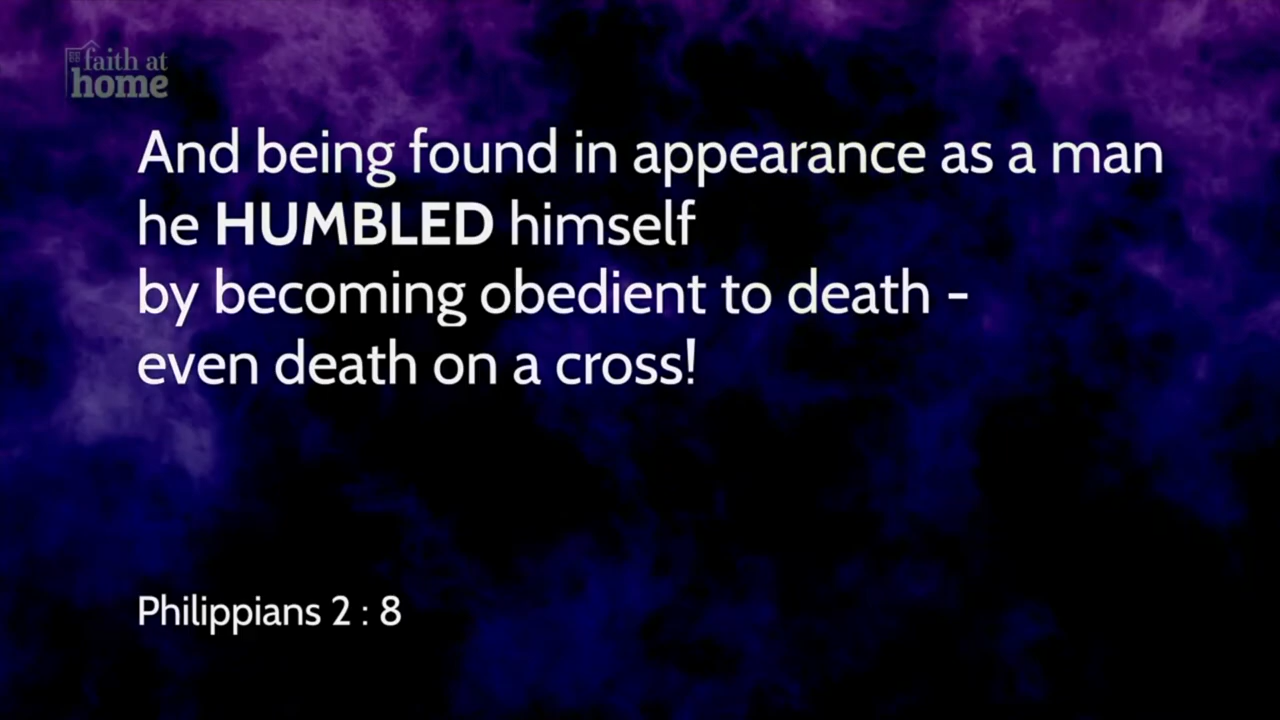 faith at
home
And being found in appearance as a man
he HUMBLED himself
by becoming obedient to death -
even death on a cross!
Philippians 2 : 8